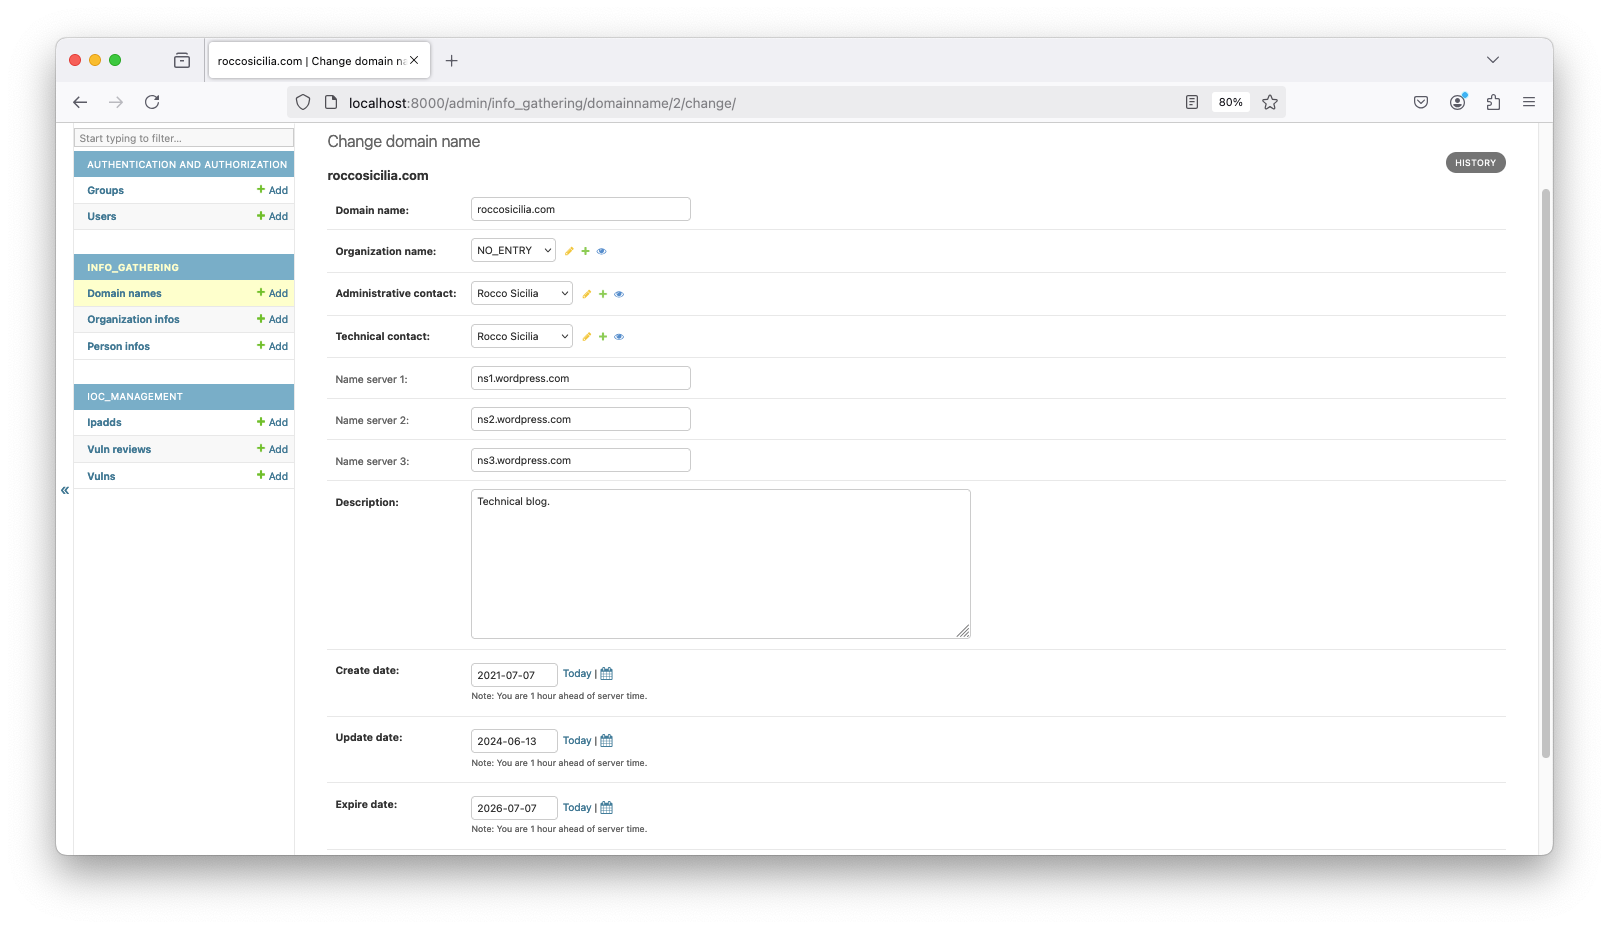 roccosicilia.com | Change domain na
localhost:8000/admin/info_gathering/domainname/2/change/
80%
Start typing to filter...
AUTHENTICATION AND AUTHORIZATION
Groups + Add
Users + Add
INFO_GATHERING
Domain names + Add
Organization infos + Add
Person infos + Add
IOC_MANAGEMENT
Ipadds + Add
Vuln reviews + Add
Vulns + Add
«
Change domain name
HISTORY
roccosicilia.com
Domain name: roccosicilia.com
Organization name: NO_ENTRY
Administrative contact: Rocco Sicilia
Technical contact: Rocco Sicilia
Name server 1: ns1.wordpress.com
Name server 2: ns2.wordpress.com
Name server 3: ns3.wordpress.com
Description: Technical blog.
Create date: 2021-07-07 Today |
Note: You are 1 hour ahead of server time.
Update date: 2024-06-13 Today |
Note: You are 1 hour ahead of server time.
Expire date: 2026-07-07 Today |
Note: You are 1 hour ahead of server time.